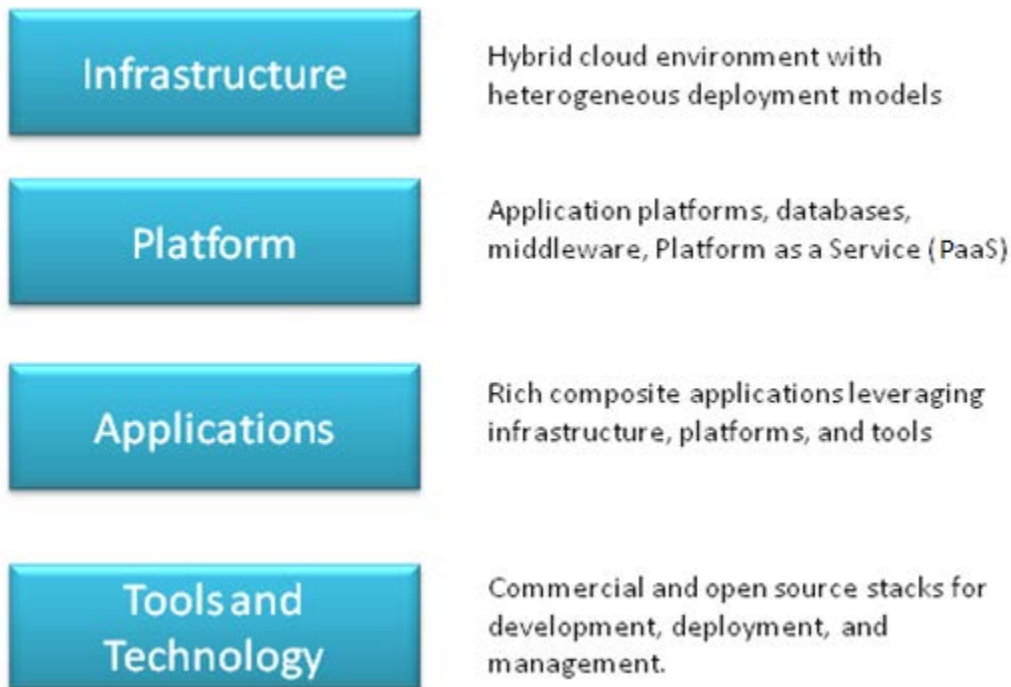 Infrastructure
Hybrid cloud environment with
heterogeneous deployment models
Platform
Application platforms, databases,
middleware, Platform as a Service (PaaS)
Applications
Rich composite applications leveraging
infrastructure, platforms, and tools
Tools and
Technology
Commercial and open source stacks for
development, deployment, and
management.